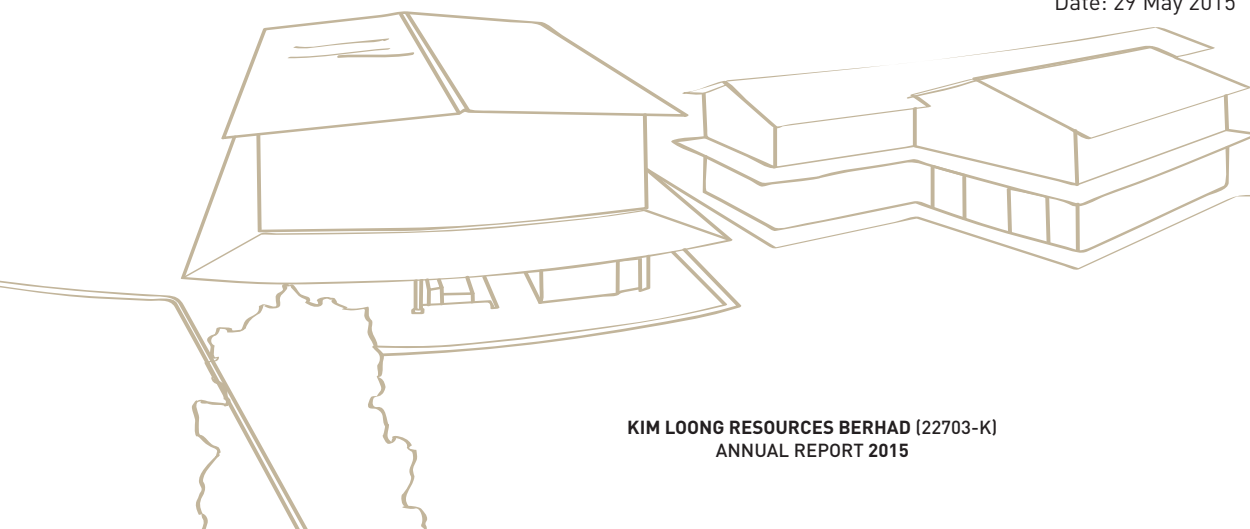 Date: 29 May 2015
KIM LOONG RESOURCES BERHAD (22703-K)
ANNUAL REPORT 2015